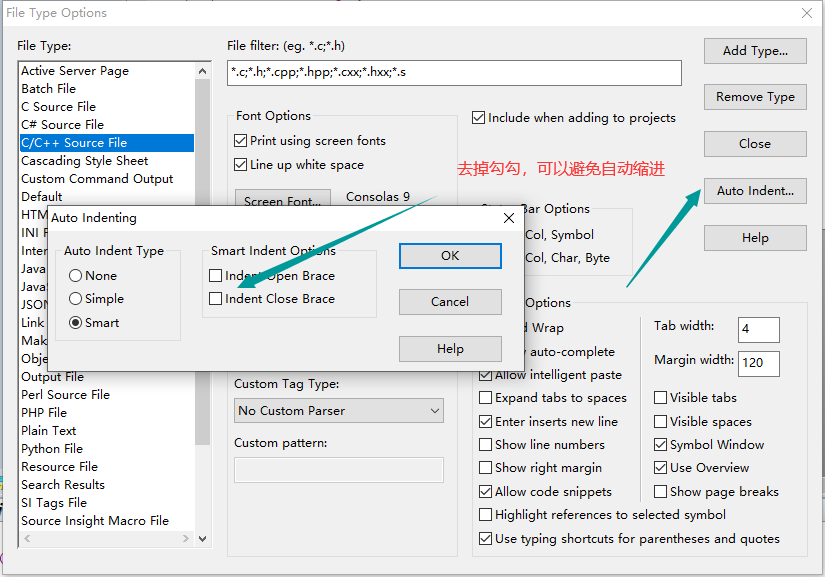 File Type Options
File Type:
Active Server Page
Batch File
C Source File
C# Source File
C/C++ Source File
Cascading Style Sheet
Custom Command Output
Default
HTM
INI F
Inter
Java
Java
JSON
Link
Mak
Obje
Output File
Perl Source File
PHP File
Plain Text
Python File
Resource File
Search Results
SI Tags File
Source Insight Macro File
File filter: (eg. *.c;*.h)
*.c;*.h;*.cpp;*.hpp;*.cxx;*.hxx;*.s
Font Options
Print using screen fonts
Line up white space
Screen Font...
Consolas 9
Include when adding to projects
去掉勾勾，可以避免自动缩进
Bar Options
Col, Symbol
Col, Char, Byte
Add Type...
Remove Type
Close
Auto Indent...
Help
Auto Indenting
Auto Indent Type
None
Simple
Smart
Smart Indent Options
Indent Open Brace
Indent Close Brace
OK
Cancel
Help
Custom Tag Type:
No Custom Parser
Custom pattern:
Options
Wrap
auto-complete
Allow intelligent paste
Expand tabs to spaces
Enter inserts new line
Show line numbers
Show right margin
Allow code snippets
Highlight references to selected symbol
Use typing shortcuts for parentheses and quotes
Tab width:
4
Margin width:
120
Visible tabs
Visible spaces
Symbol Window
Use Overview
Show page breaks